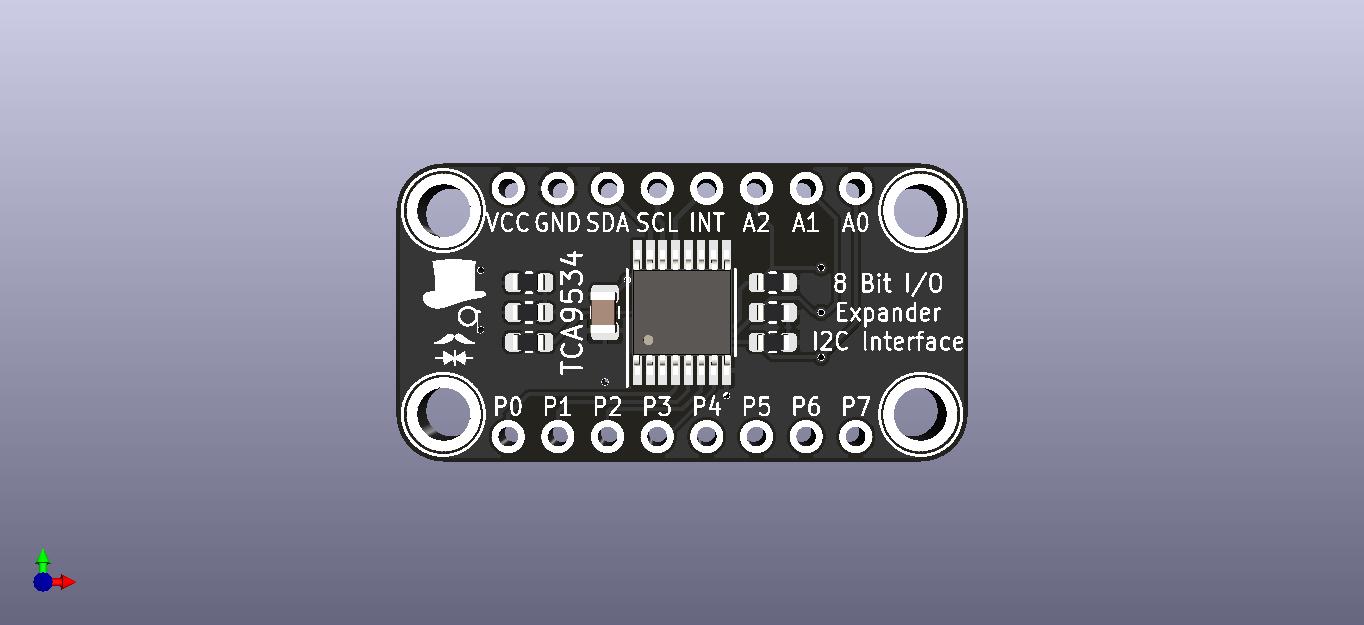 VCC GND SDA SCL INT A2 A1 A0
TCA9534
8 Bit I/O
Expander
I2C Interface
P0 P1 P2 P3 P4 P5 P6 P7